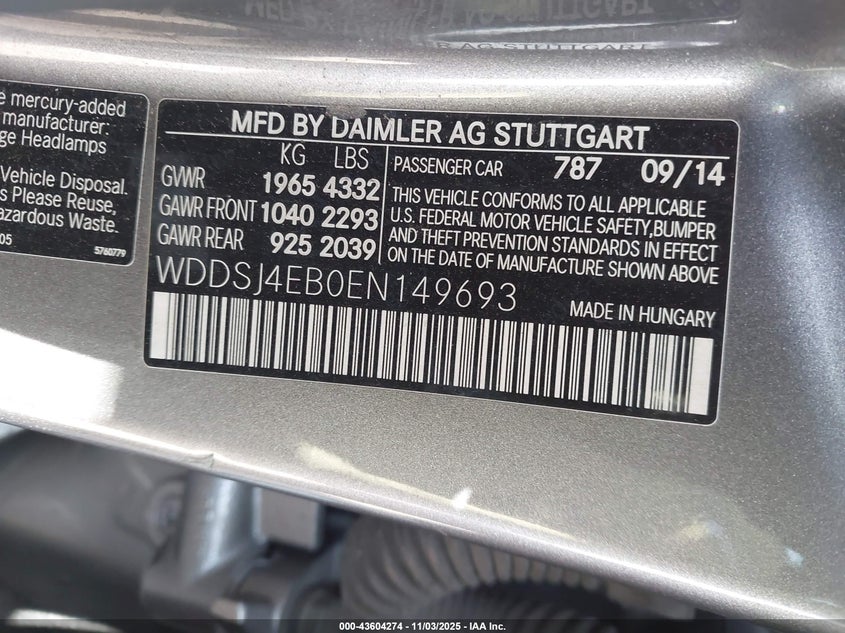 e mercury-added
manufacturer:
ge Headlamps
Vehicle Disposal.
s Please Reuse,
azardous Waste.
05
5760779
MFD BY DAIMLER AG STUTTGART
KG LBS
GVWR 1965 4332
GAWR FRONT 1040 2293
GAWR REAR 925 2039
PASSENGER CAR 787 09/14
THIS VEHICLE CONFORMS TO ALL APPLICABLE
U.S. FEDERAL MOTOR VEHICLE SAFETY,BUMPER
AND THEFT PREVENTION STANDARDS IN EFFECT
ON THE DATE OF MANUFACTURE SHOWN ABOVE
WDDSJ4EB0EN149693
MADE IN HUNGARY
000-43604274 - 11/03/2025 - IAA Inc.